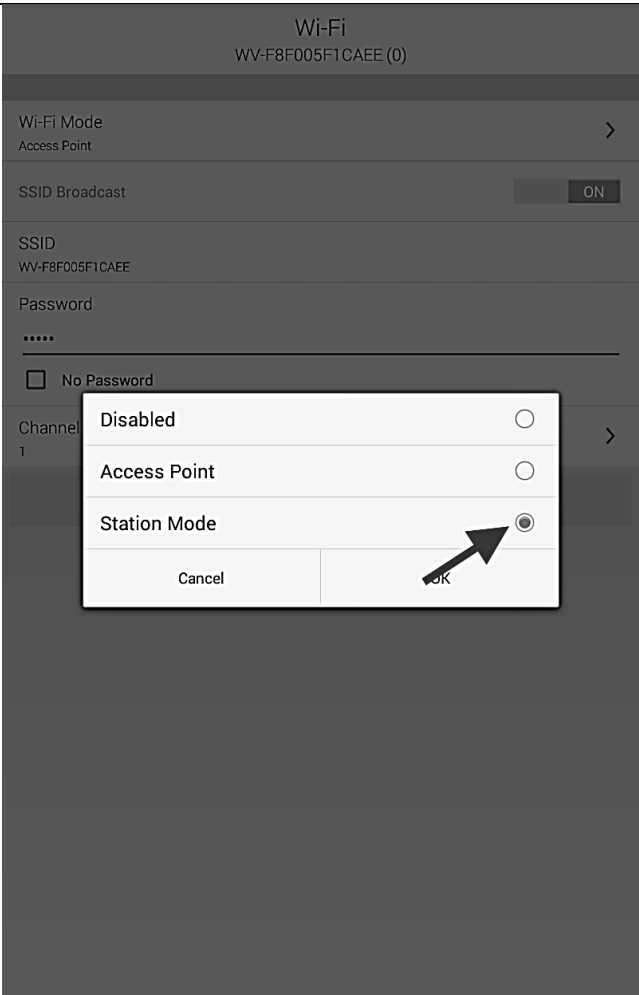 Wi-Fi
WV-F8F005F1CAEE (0)
Wi-Fi Mode
Access Point
SSID Broadcast
ON
SSID
WV-F8F005F1CAEE
Password
•••••
No Password
Channel
1
Disabled
Access Point
Station Mode
Cancel
OK